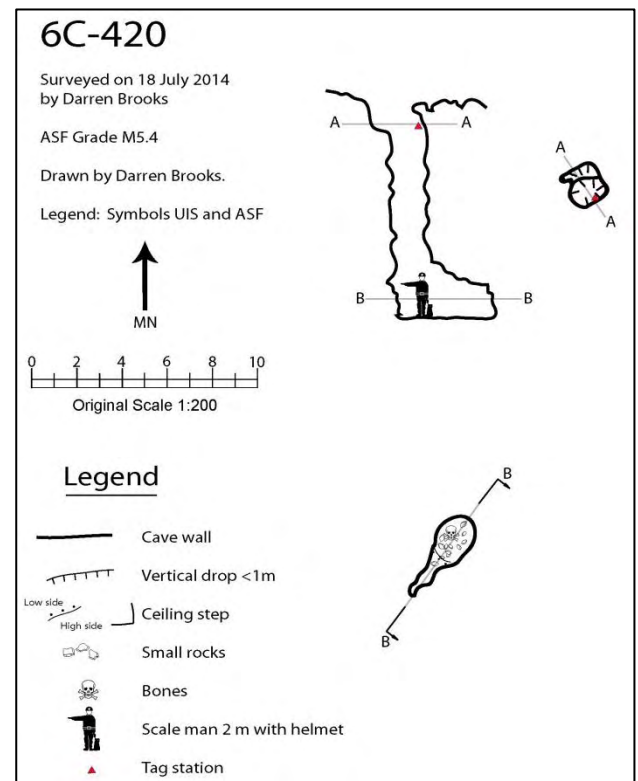 6C-420
Surveyed on 18 July 2014
by Darren Brooks
ASF Grade M5.4
Drawn by Darren Brooks.
Legend: Symbols UIS and ASF
MN
0 2 4 6 8 10
Original Scale 1:200
A A
B B
A
A
B
B
Legend
Cave wall
Vertical drop <1m
Low side
High side
Ceiling step
Small rocks
Bones
Scale man 2 m with helmet
Tag station